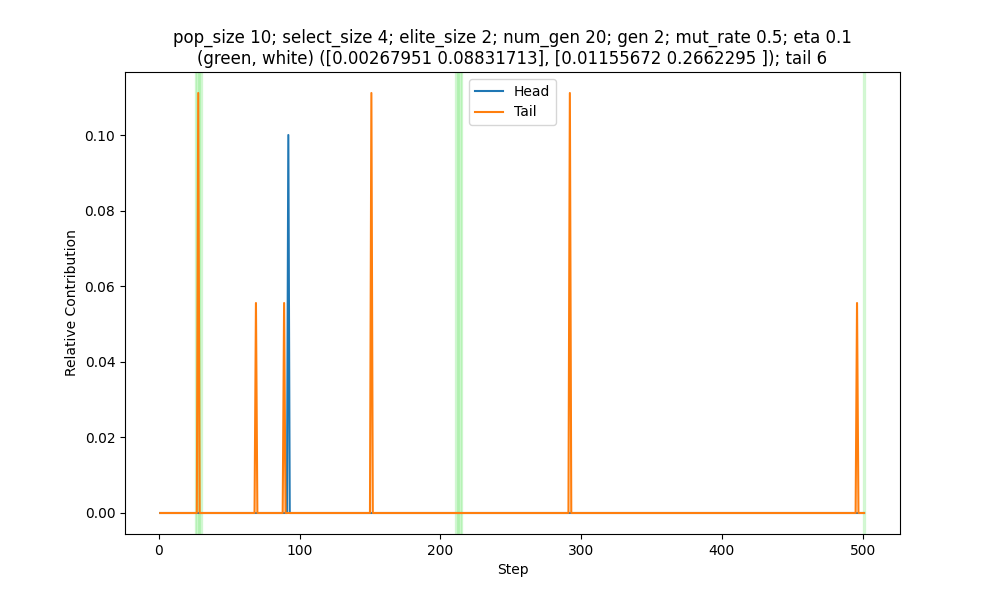 pop_size 10; select_size 4; elite_size 2; num_gen 20; gen 2; mut_rate 0.5; eta 0.1
(green, white) ([0.00267951 0.08831713], [0.01155672 0.2662295 ]); tail 6
Head
Tail
Relative Contribution
0.10
0.08
0.06
0.04
0.02
0.00
0
100
200
300
400
500
Step